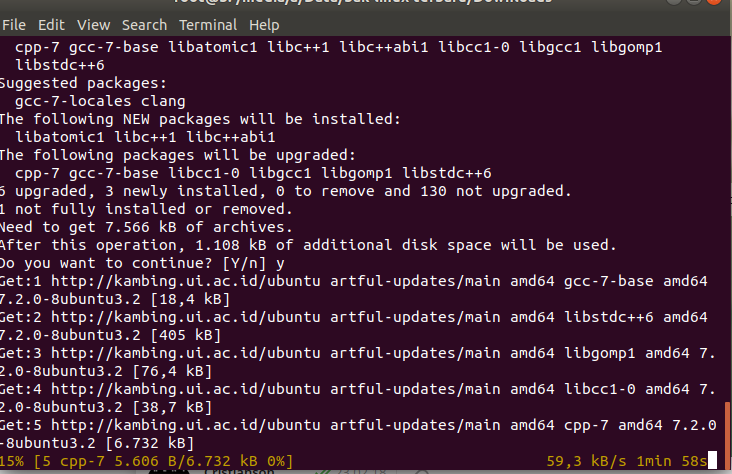 File Edit View Search Terminal Help
cpp-7 gcc-7-base libatomic1 libc++1 libc++abi1 libcc1-0 libgcc1 libgomp1
libstdc++6
Suggested packages:
gcc-7-locales clang
The following NEW packages will be installed:
libatomic1 libc++1 libc++abi1
The following packages will be upgraded:
cpp-7 gcc-7-base libcc1-0 libgcc1 libgomp1 libstdc++6
6 upgraded, 3 newly installed, 0 to remove and 130 not upgraded.
1 not fully installed or removed.
Need to get 7.566 kB of archives.
After this operation, 1.108 kB of additional disk space will be used.
Do you want to continue? [Y/n] y
Get:1 http://kambing.ui.ac.id/ubuntu artful-updates/main amd64 gcc-7-base amd64
7.2.0-8ubuntu3.2 [18,4 kB]
Get:2 http://kambing.ui.ac.id/ubuntu artful-updates/main amd64 libstdc++6 amd64
7.2.0-8ubuntu3.2 [405 kB]
Get:3 http://kambing.ui.ac.id/ubuntu artful-updates/main amd64 libgomp1 amd64 7.
2.0-8ubuntu3.2 [76,4 kB]
Get:4 http://kambing.ui.ac.id/ubuntu artful-updates/main amd64 libcc1-0 amd64 7.
2.0-8ubuntu3.2 [38,7 kB]
Get:5 http://kambing.ui.ac.id/ubuntu artful-updates/main amd64 cpp-7 amd64 7.2.0
-8ubuntu3.2 [6.732 kB]
15% [5 cpp-7 5.606 B/6.732 kB 0%] 59,3 kB/s 1min 58s